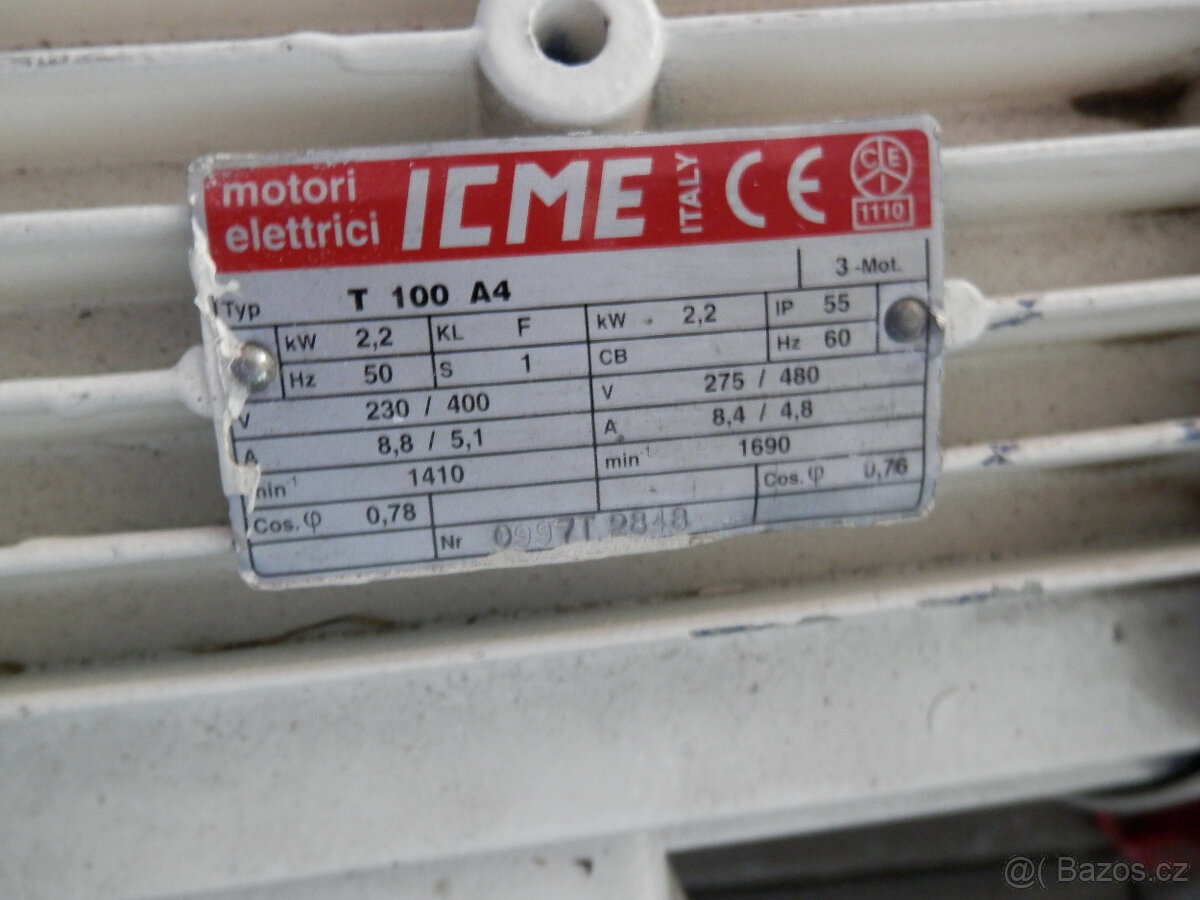 motori
elettrici ICME ITALY CE CEI
1110
Typ T 100 A4 3 -Mot.
kW 2,2 KL F kW 2,2 IP 55
Hz 50 S 1 CB Hz 60
V 230 / 400 V 275 / 480
A 8,8 / 5,1 A 8,4 / 4,8
min-1 1410 min-1 1690
Cos. φ 0,78 Cos. φ 0,76
Nr 0997T 2848
@( Bazos.cz